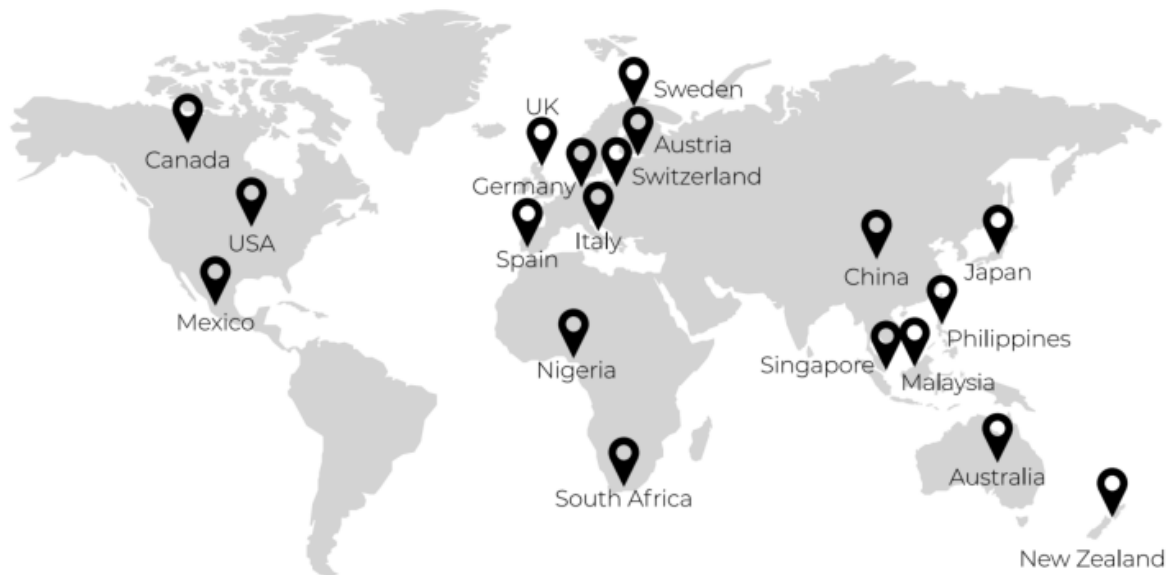 Sweden
UK
Austria
Canada
Switzerland
Germany
USA
Italy
Spain
China
Japan
Mexico
Philippines
Nigeria
Singapore
Malaysia
Australia
South Africa
New Zealand